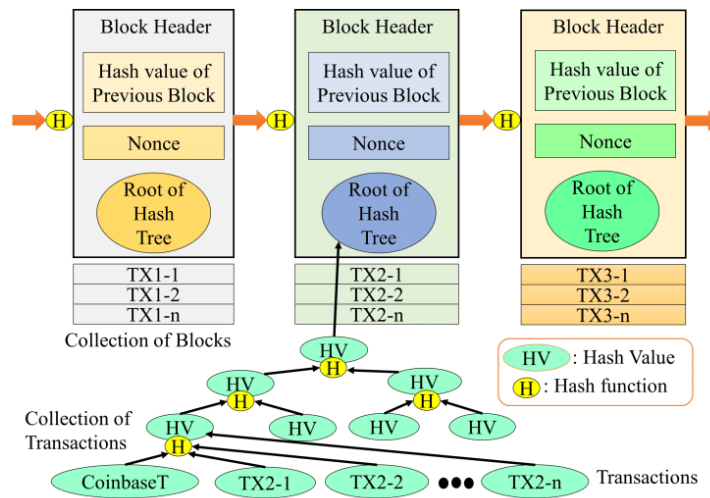 Block Header
Hash value of
Previous Block
Nonce
Root of
Hash
Tree
TX1-1
TX1-2
TX1-n
H
Block Header
Hash value of
Previous Block
Nonce
Root of
Hash
Tree
TX2-1
TX2-2
TX2-n
H
Block Header
Hash value of
Previous Block
Nonce
Root of
Hash
Tree
TX3-1
TX3-2
TX3-n
H
Collection of Blocks
HV
H
HV
H
HV
H
HV : Hash Value
H : Hash function
Collection of
Transactions
HV
H
HV
HV
HV
CoinbaseT
TX2-1
TX2-2
TX2-n
Transactions